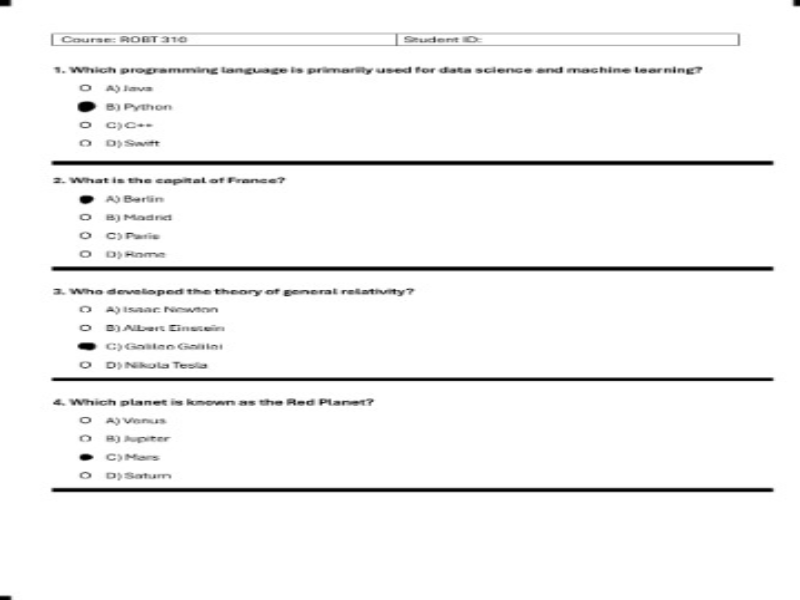 Course: ROBT 310 Student ID:
1. Which programming language is primarily used for data science and machine learning?
A) Java
B) Python
C) C++
D) Swift
2. What is the capital of France?
A) Berlin
B) Madrid
C) Paris
D) Rome
3. Who developed the theory of general relativity?
A) Isaac Newton
B) Albert Einstein
C) Galileo Galilei
D) Nikola Tesla
4. Which planet is known as the Red Planet?
A) Venus
B) Jupiter
C) Mars
D) Saturn